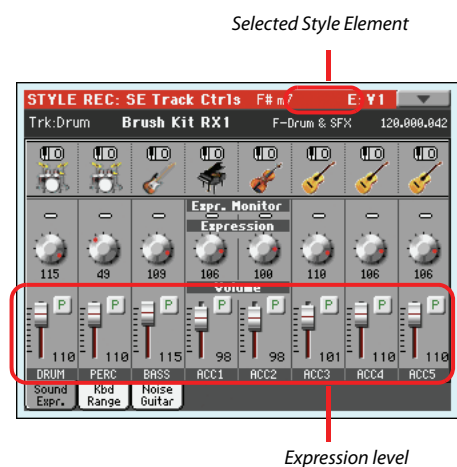 Selected Style Element
STYLE REC: SE Track Ctrls F#m7 E: V1
Trk:Drum Brush Kit RX1 F-Drum & SFX 120.000.042
Expr. Monitor
Expression
115 49 109 106 100 110 106 106
Volume
P P P P P P P P
110 110 115 98 98 101 110 110
DRUM PERC BASS ACC1 ACC2 ACC3 ACC4 ACC5
Sound Expr. Kbd Range Noise Guitar
Expression level